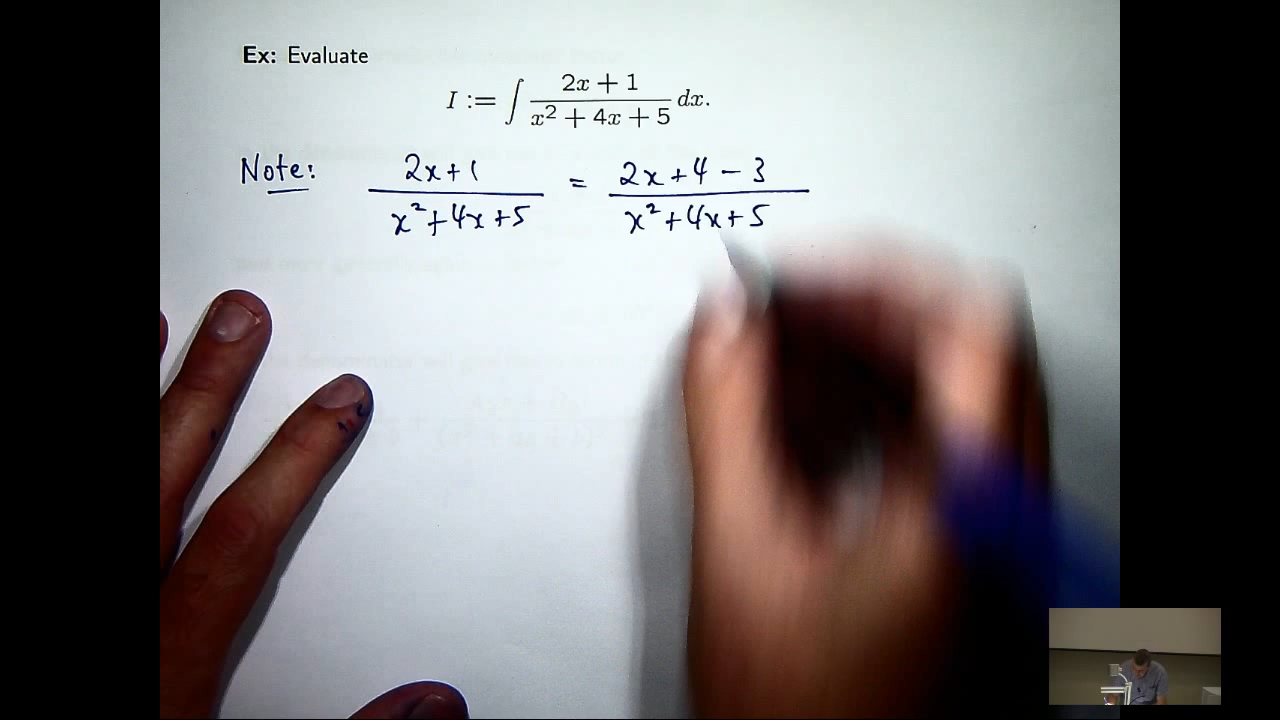 Ex: Evaluate
I := ∫ (2x + 1)/(x² + 4x + 5) dx.
Note: (2x+1)/(x²+4x+5) = (2x+4-3)/(x²+4x+5)